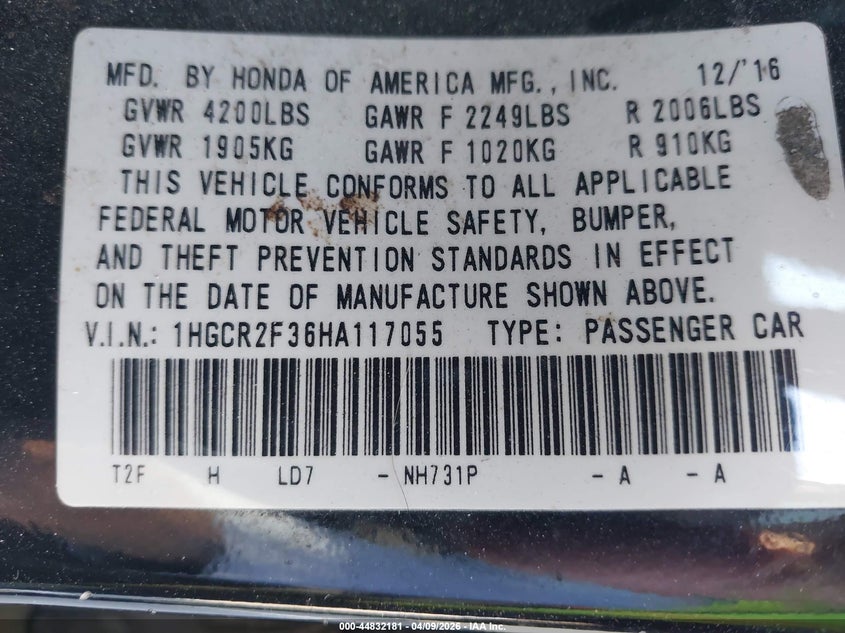 MFD. BY HONDA OF AMERICA MFG., INC. 12/'16
GVWR 4200LBS GAWR F 2249LBS R 2006LBS
GVWR 1905KG GAWR F 1020KG R 910KG
THIS VEHICLE CONFORMS TO ALL APPLICABLE
FEDERAL MOTOR VEHICLE SAFETY, BUMPER,
AND THEFT PREVENTION STANDARDS IN EFFECT
ON THE DATE OF MANUFACTURE SHOWN ABOVE.
V.I.N.: 1HGCR2F36HA117055 TYPE: PASSENGER CAR
T2F H LD7 - NH731P - A - A
000-44832181 - 04/09/2026 - IAA Inc.